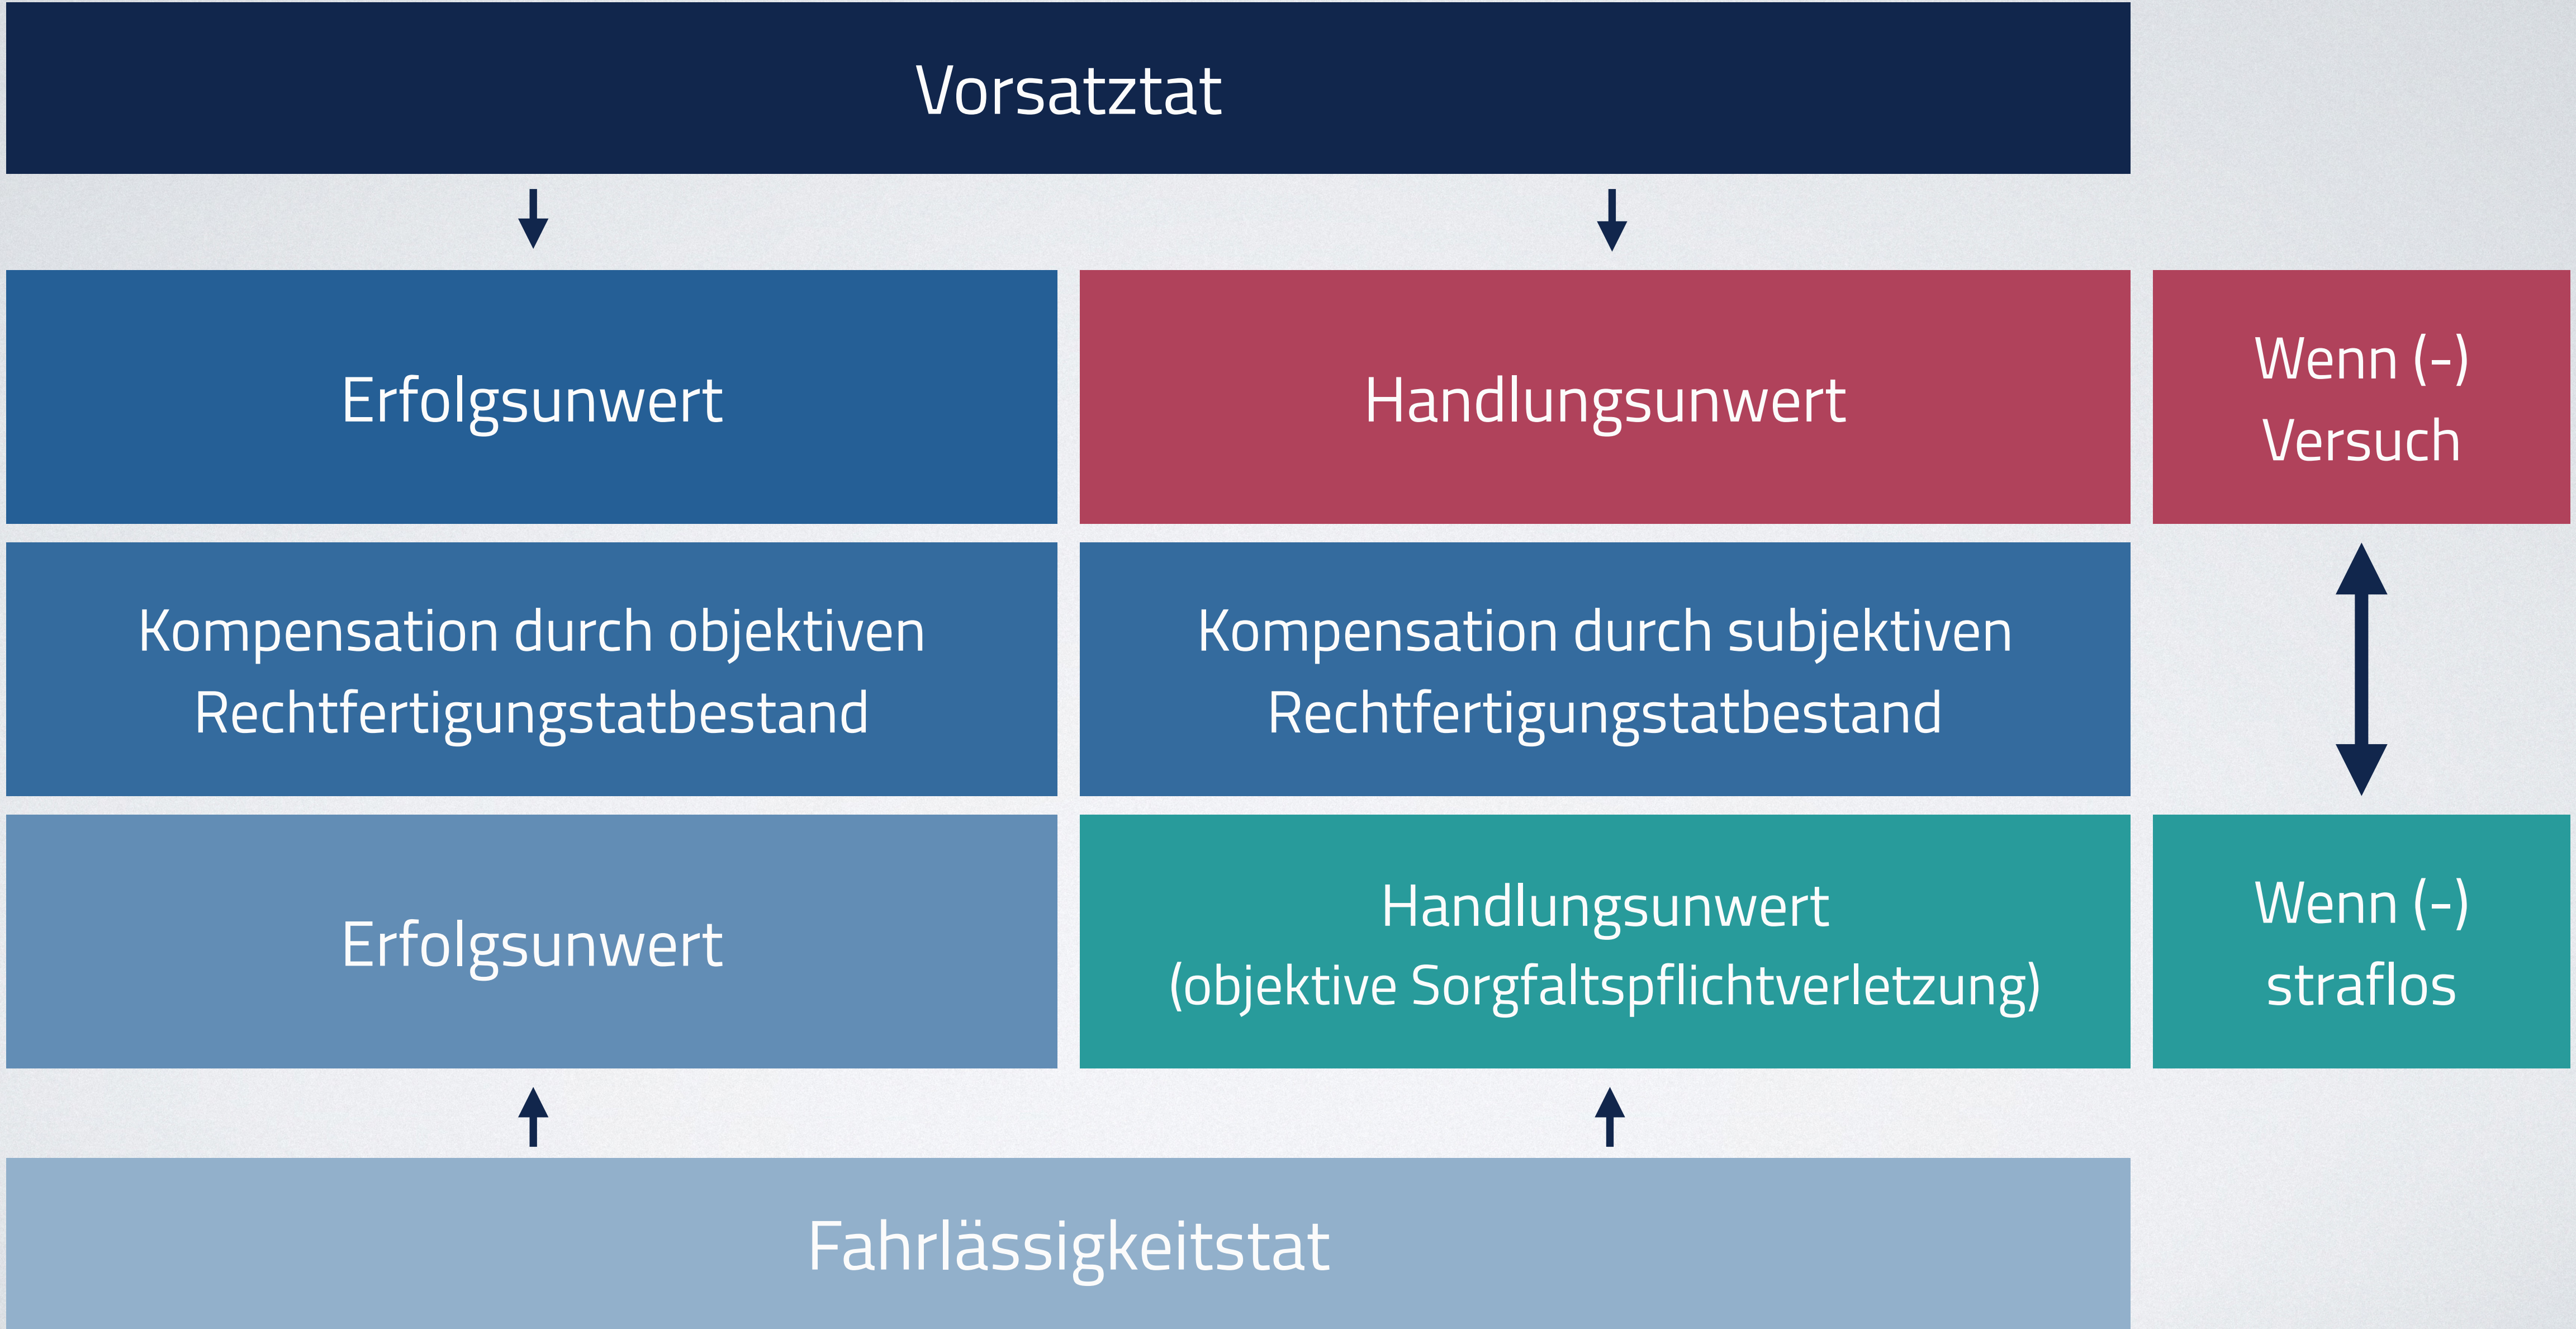 Vorsatztat
Erfolgsunwert
Handlungsunwert
Wenn (-)
Versuch
Kompensation durch objektiven
Rechtfertigungstatbestand
Kompensation durch subjektiven
Rechtfertigungstatbestand
Erfolgsunwert
Handlungsunwert
(objektive Sorgfaltspflichtverletzung)
Wenn (-)
straflos
Fahrlässigkeitstat